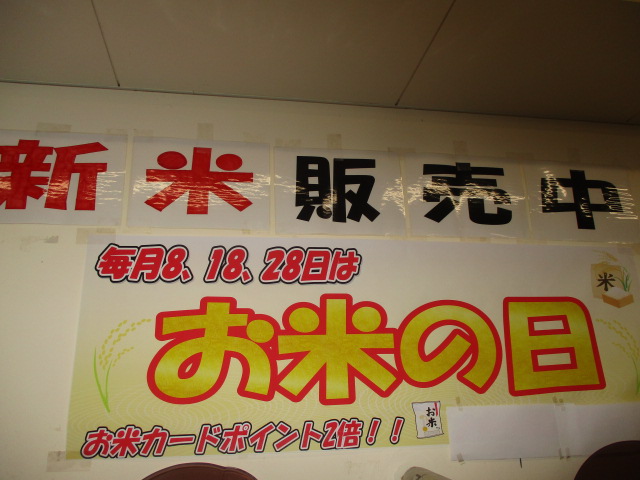 新米販売中
毎月8、18、28日は
米
お米の日
お米
お米カードポイント2倍！！